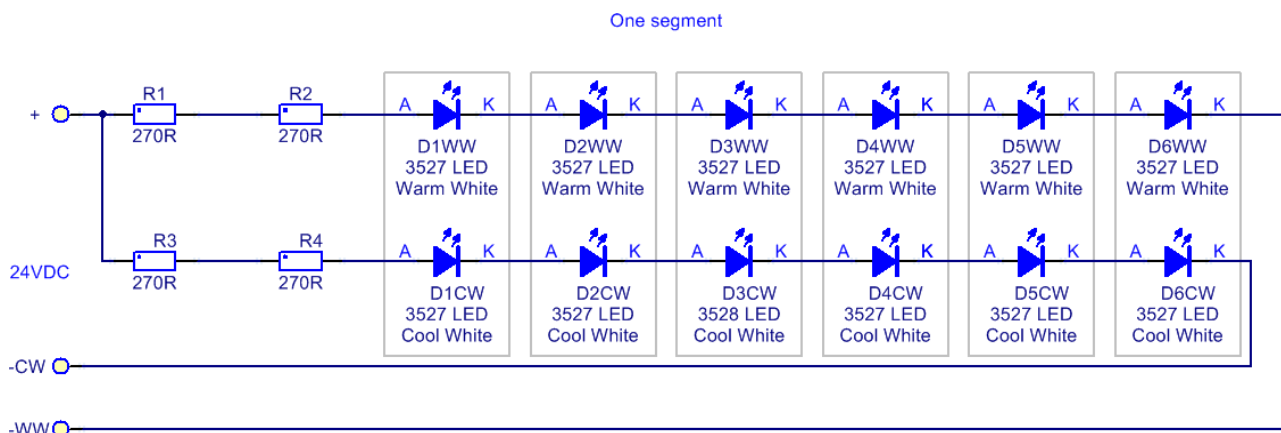 One segment
R1 R2
+ A K A K A K A K A K A K
270R 270R
D1WW D2WW D3WW D4WW D5WW D6WW
3527 LED 3527 LED 3527 LED 3527 LED 3527 LED 3527 LED
Warm White Warm White Warm White Warm White Warm White Warm White
R3 R4
A K A K A K A K A K A K
24VDC
270R 270R
D1CW D2CW D3CW D4CW D5CW D6CW
3527 LED 3527 LED 3528 LED 3527 LED 3527 LED 3527 LED
Cool White Cool White Cool White Cool White Cool White Cool White
-CW
-WW